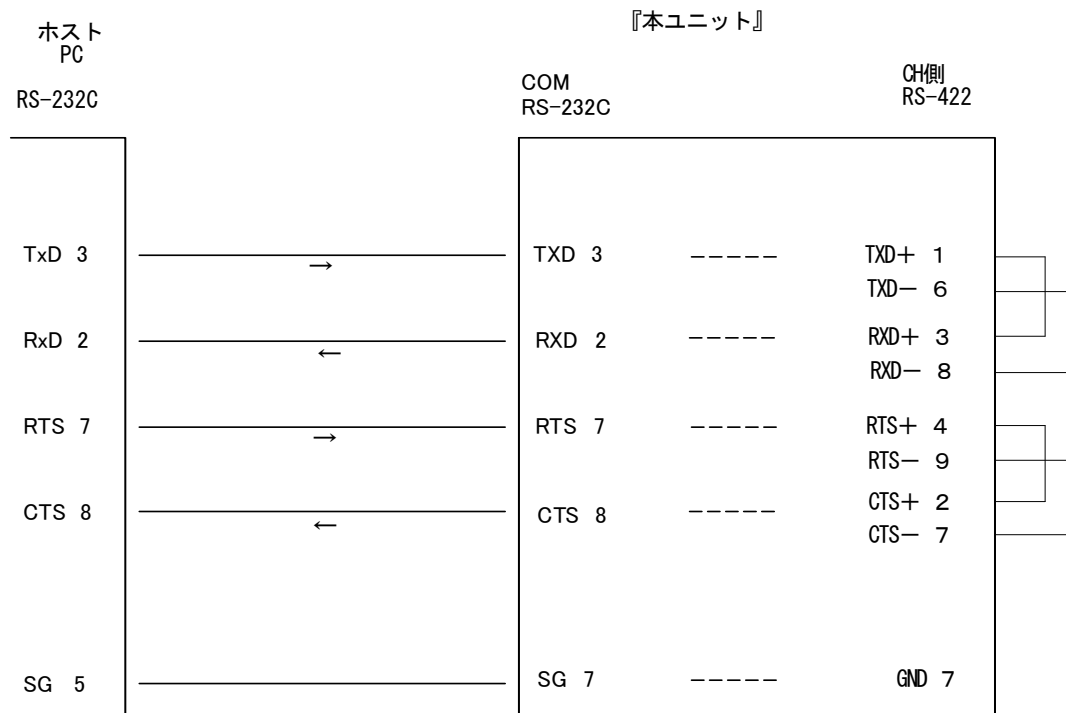 『本ユニット』
ホスト
PC
RS-232C
COM
RS-232C
CH側
RS-422
TxD 3
→
TXD 3
-----
TXD＋ 1
TXD－ 6
RxD 2
←
RXD 2
-----
RXD＋ 3
RXD－ 8
RTS 7
→
RTS 7
-----
RTS＋ 4
RTS－ 9
CTS 8
←
CTS 8
-----
CTS＋ 2
CTS－ 7
SG 5
SG 7
-----
GND 7